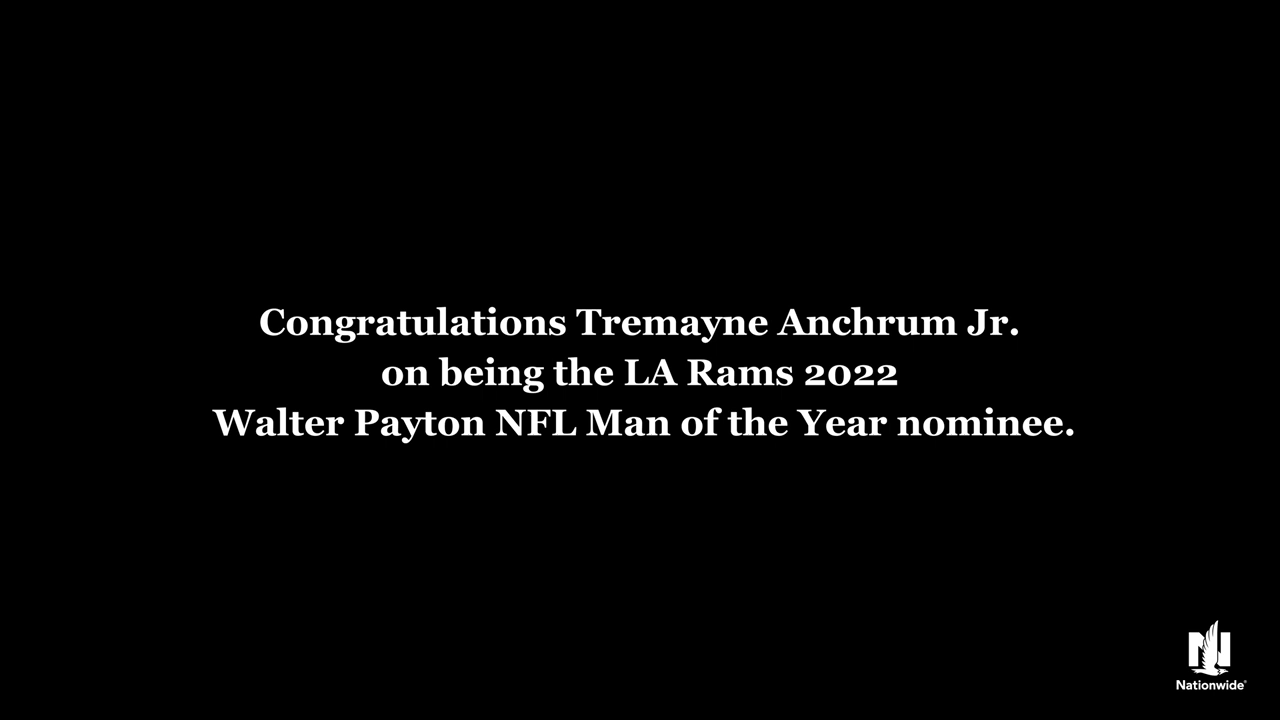 Congratulations Tremayne Anchrum Jr.
on being the LA Rams 2022
Walter Payton NFL Man of the Year nominee.
N
Nationwide®